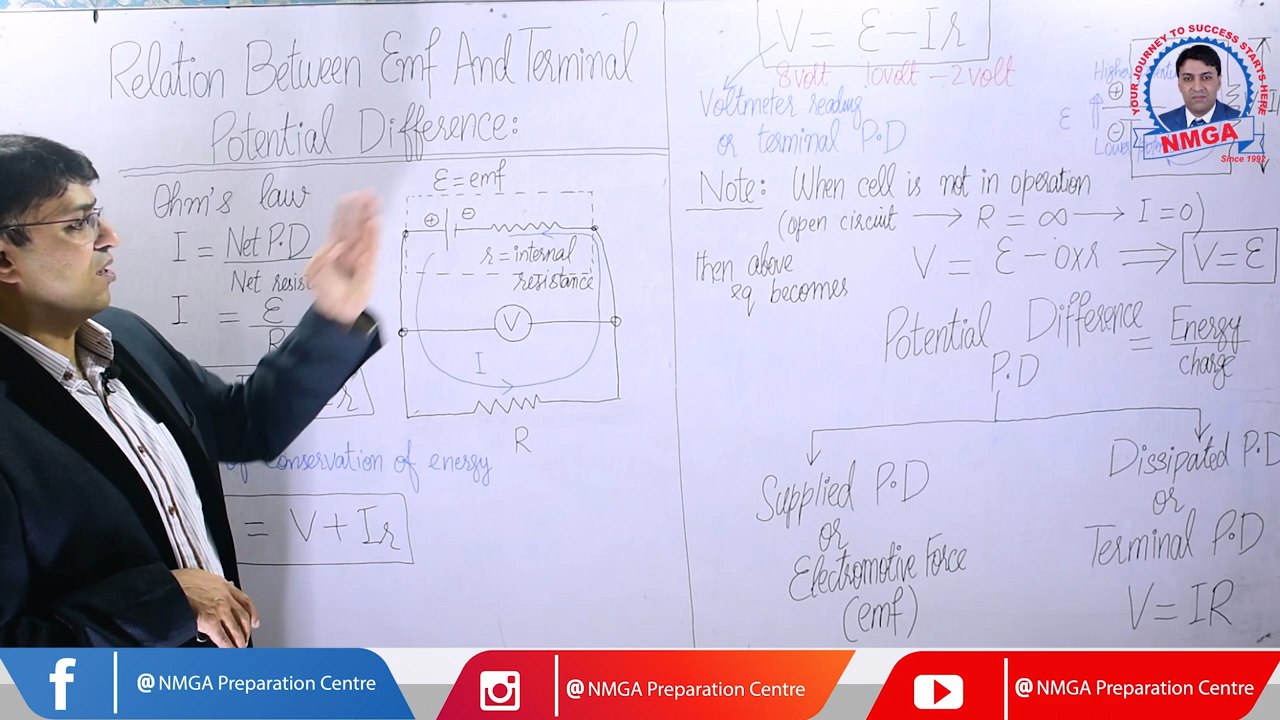 Relation Between Emf And Terminal
Potential Difference:
Ohm's law
I = Net P.D
Net resis
I = ε
R
r
of conservation of energy
= V + Ir
ε = emf
⊕ ⊖
r = internal
resistance
V
I
R
V = ε – Ir
8 volt 10 volt – 2 volt
Voltmeter reading
or terminal P.D
Note: When cell is not in operation
(open circuit → R = ∞ → I = 0)
then above
eq becomes
V = ε – 0xr ⟹ V = ε
Potential Difference = Energy
charge
P.D
Supplied P.D
or
Electromotive Force
(emf)
Dissipated P.D
or
Terminal P.D
V = IR
Higher
⊕
ε
⊖
YOUR JOURNEY TO SUCCESS STARTS HERE
NMGA
Since 1992
@NMGA Preparation Centre
@NMGA Preparation Centre
@NMGA Preparation Centre